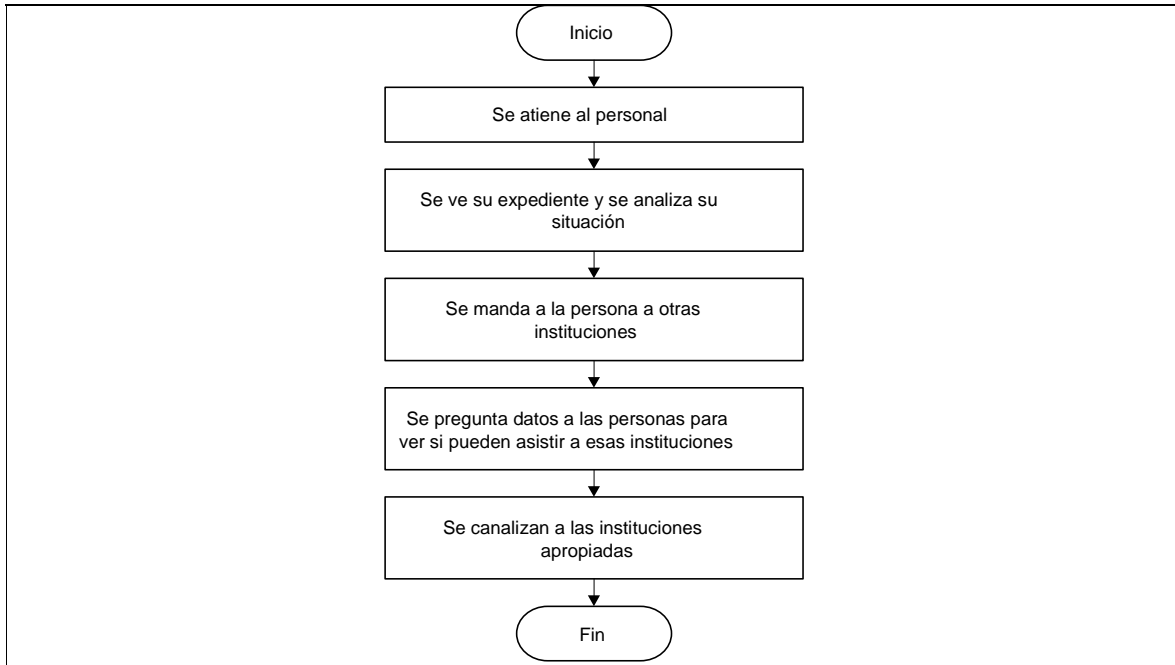 Inicio
Se atiene al personal
Se ve su expediente y se analiza su
situación
Se manda a la persona a otras
instituciones
Se pregunta datos a las personas para
ver si pueden asistir a esas instituciones
Se canalizan a las instituciones
apropiadas
Fin